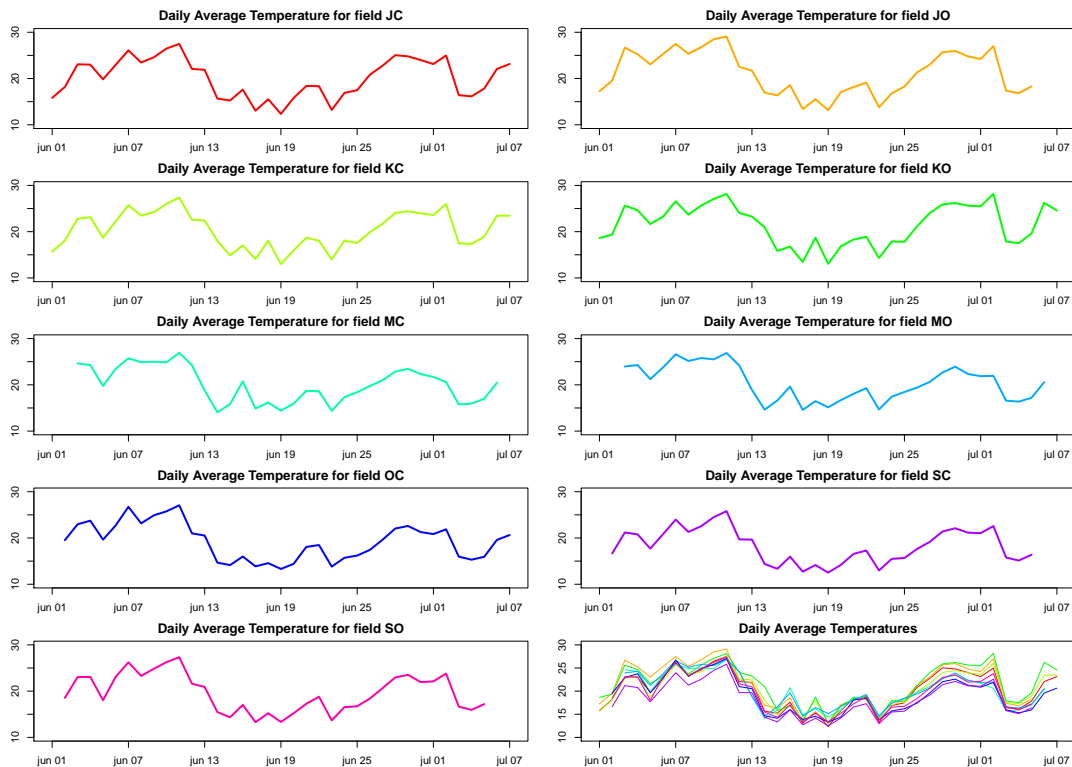 Daily Average Temperature for field JC
30
20
10
jun 01 jun 07 jun 13 jun 19 jun 25 jul 01 jul 07
Daily Average Temperature for field JO
30
20
10
jun 01 jun 07 jun 13 jun 19 jun 25 jul 01 jul 07
Daily Average Temperature for field KC
30
20
10
jun 01 jun 07 jun 13 jun 19 jun 25 jul 01 jul 07
Daily Average Temperature for field KO
30
20
10
jun 01 jun 07 jun 13 jun 19 jun 25 jul 01 jul 07
Daily Average Temperature for field MC
30
20
10
jun 01 jun 07 jun 13 jun 19 jun 25 jul 01 jul 07
Daily Average Temperature for field MO
30
20
10
jun 01 jun 07 jun 13 jun 19 jun 25 jul 01 jul 07
Daily Average Temperature for field OC
30
20
10
jun 01 jun 07 jun 13 jun 19 jun 25 jul 01 jul 07
Daily Average Temperature for field SC
30
20
10
jun 01 jun 07 jun 13 jun 19 jun 25 jul 01 jul 07
Daily Average Temperature for field SO
30
20
10
jun 01 jun 07 jun 13 jun 19 jun 25 jul 01 jul 07
Daily Average Temperatures
30
25
20
15
10
jun 01 jun 07 jun 13 jun 19 jun 25 jul 01 jul 07